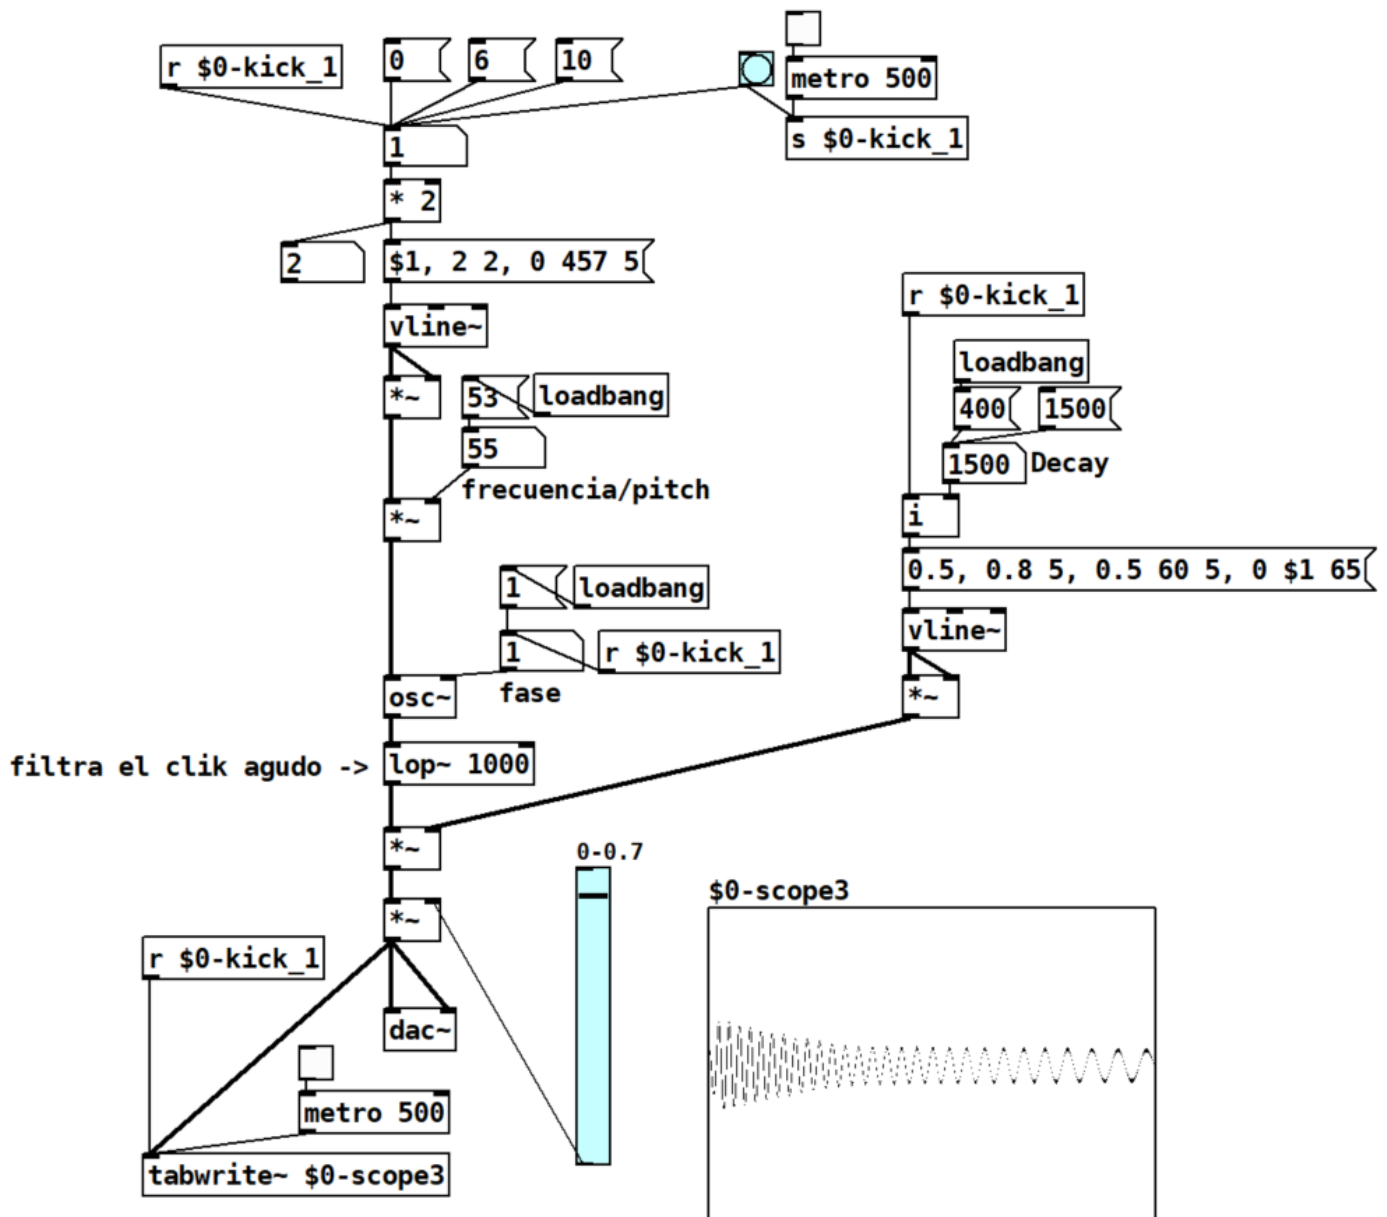 r $0-kick_1
0
6
10
metro 500
s $0-kick_1
1
* 2
2
$1, 2 2, 0 457 5
vline~
*~
53
loadbang
55
frecuencia/pitch
*~
1
loadbang
1
r $0-kick_1
fase
osc~
filtra el clik agudo ->
lop~ 1000
r $0-kick_1
loadbang
400
1500
1500
Decay
i
0.5, 0.8 5, 0.5 60 5, 0 $1 65
vline~
*~
*~
*~
0-0.7
r $0-kick_1
dac~
metro 500
tabwrite~ $0-scope3
$0-scope3